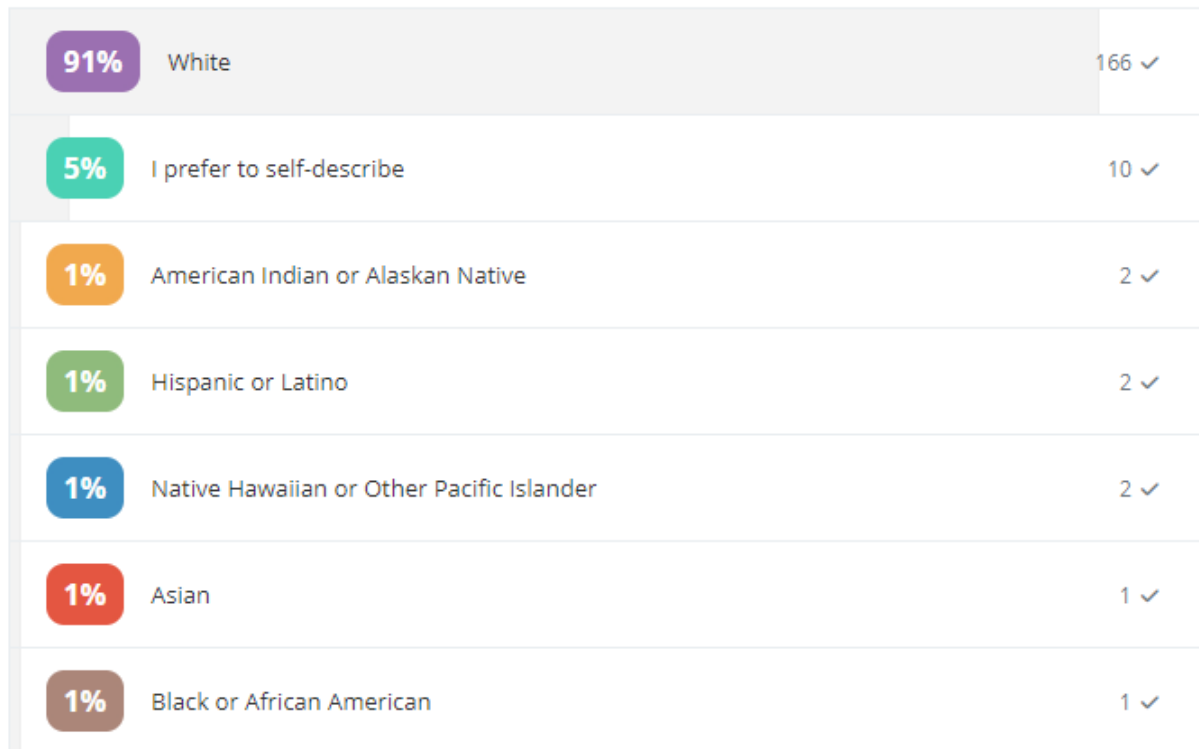 91% White 166
5% I prefer to self-describe 10
1% American Indian or Alaskan Native 2
1% Hispanic or Latino 2
1% Native Hawaiian or Other Pacific Islander 2
1% Asian 1
1% Black or African American 1